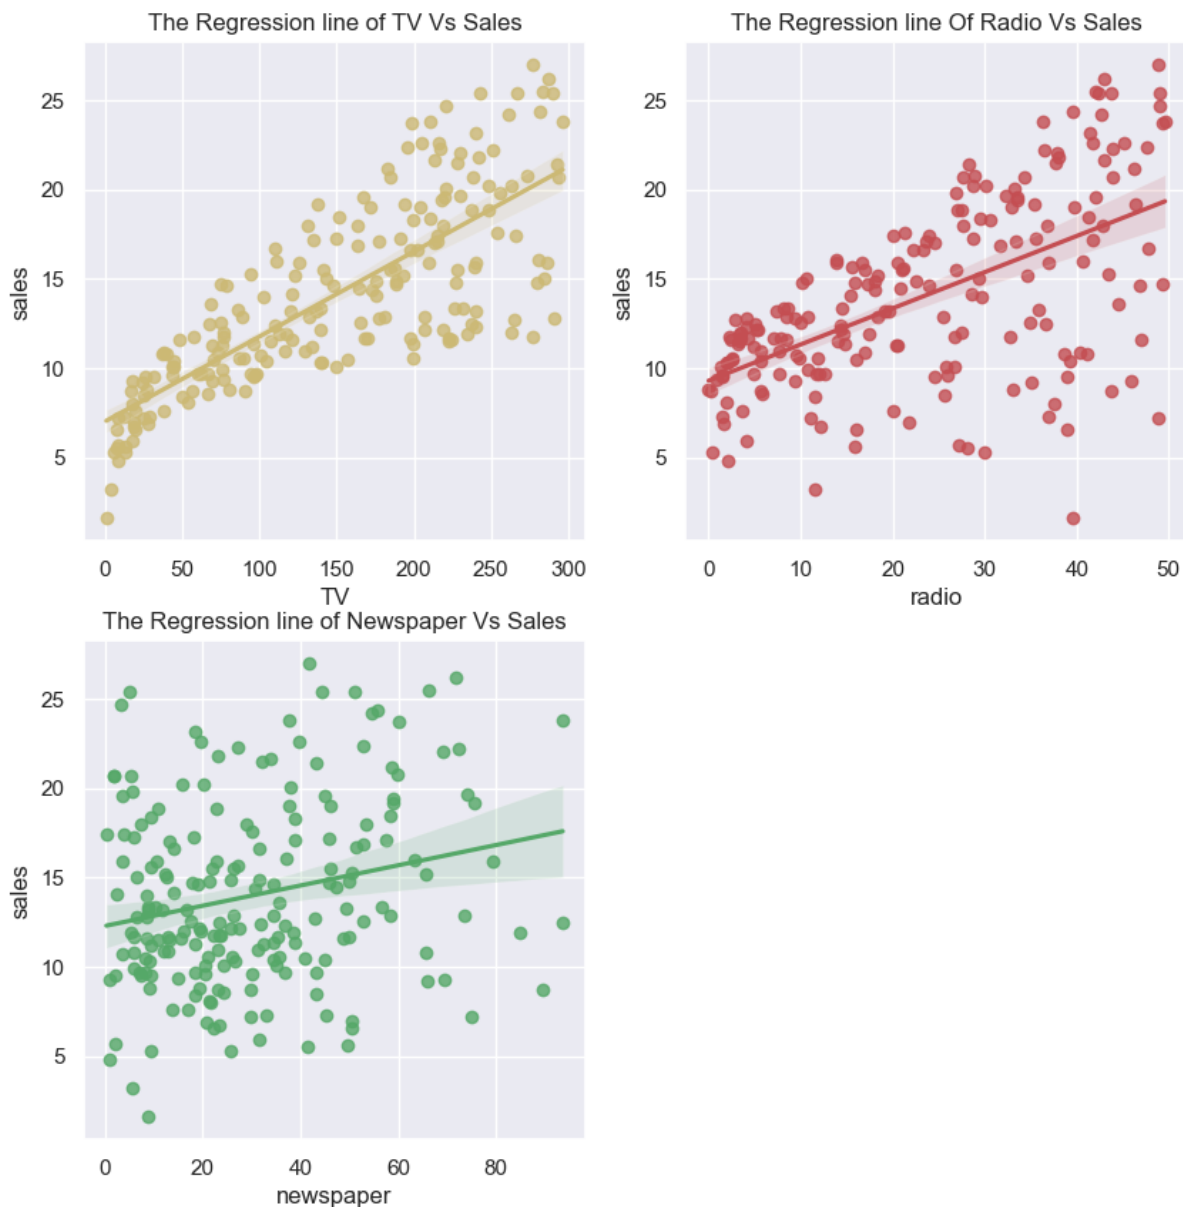 The Regression line of TV Vs Sales
The Regression line Of Radio Vs Sales
25
20
15
10
5
sales
0 50 100 150 200 250 300
TV
25
20
15
10
5
sales
0 10 20 30 40 50
radio
The Regression line of Newspaper Vs Sales
25
20
15
10
5
sales
0 20 40 60 80
newspaper